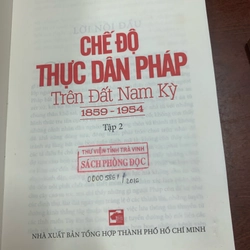 CHẾ ĐỘ
THỰC DÂN PHÁP
Trên Đất Nam Kỳ
1859 - 1954
Tập 2
THƯ VIỆN TỈNH TRÀ VINH
SÁCH PHÒNG ĐỌC
NHÀ XUẤT BẢN TỔNG HỢP THÀNH PHỐ HỒ CHÍ MINH